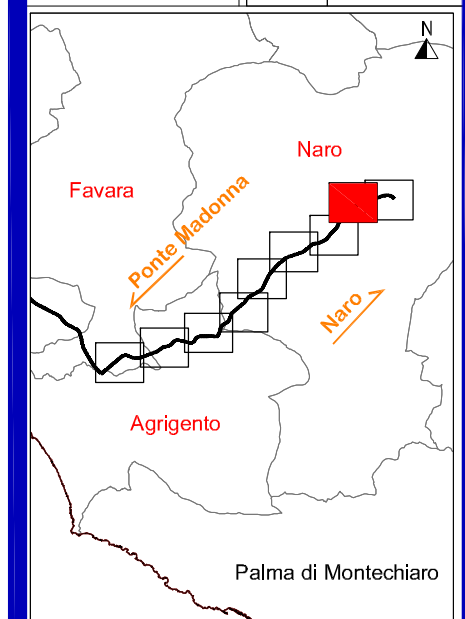 N
Naro
Favara
Ponte Madonna
Naro
Agrigento
Palma di Montechiaro